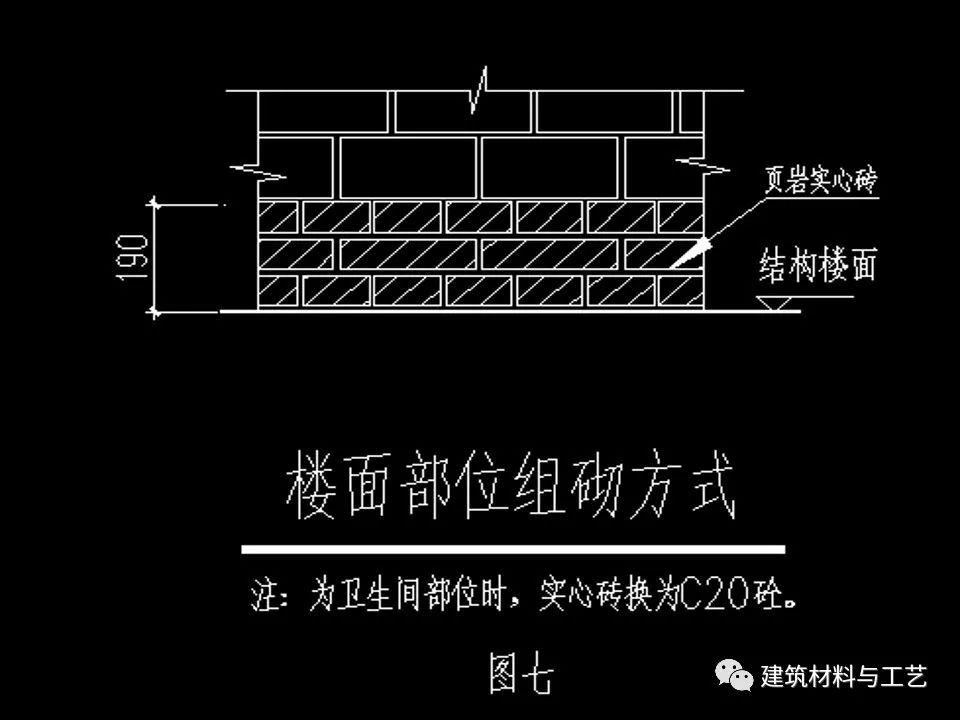 页岩实心砖
190
结构楼面
楼面部位组砌方式
注：为卫生间部位时，实心砖换为C20砼。
图七
建筑材料与工艺